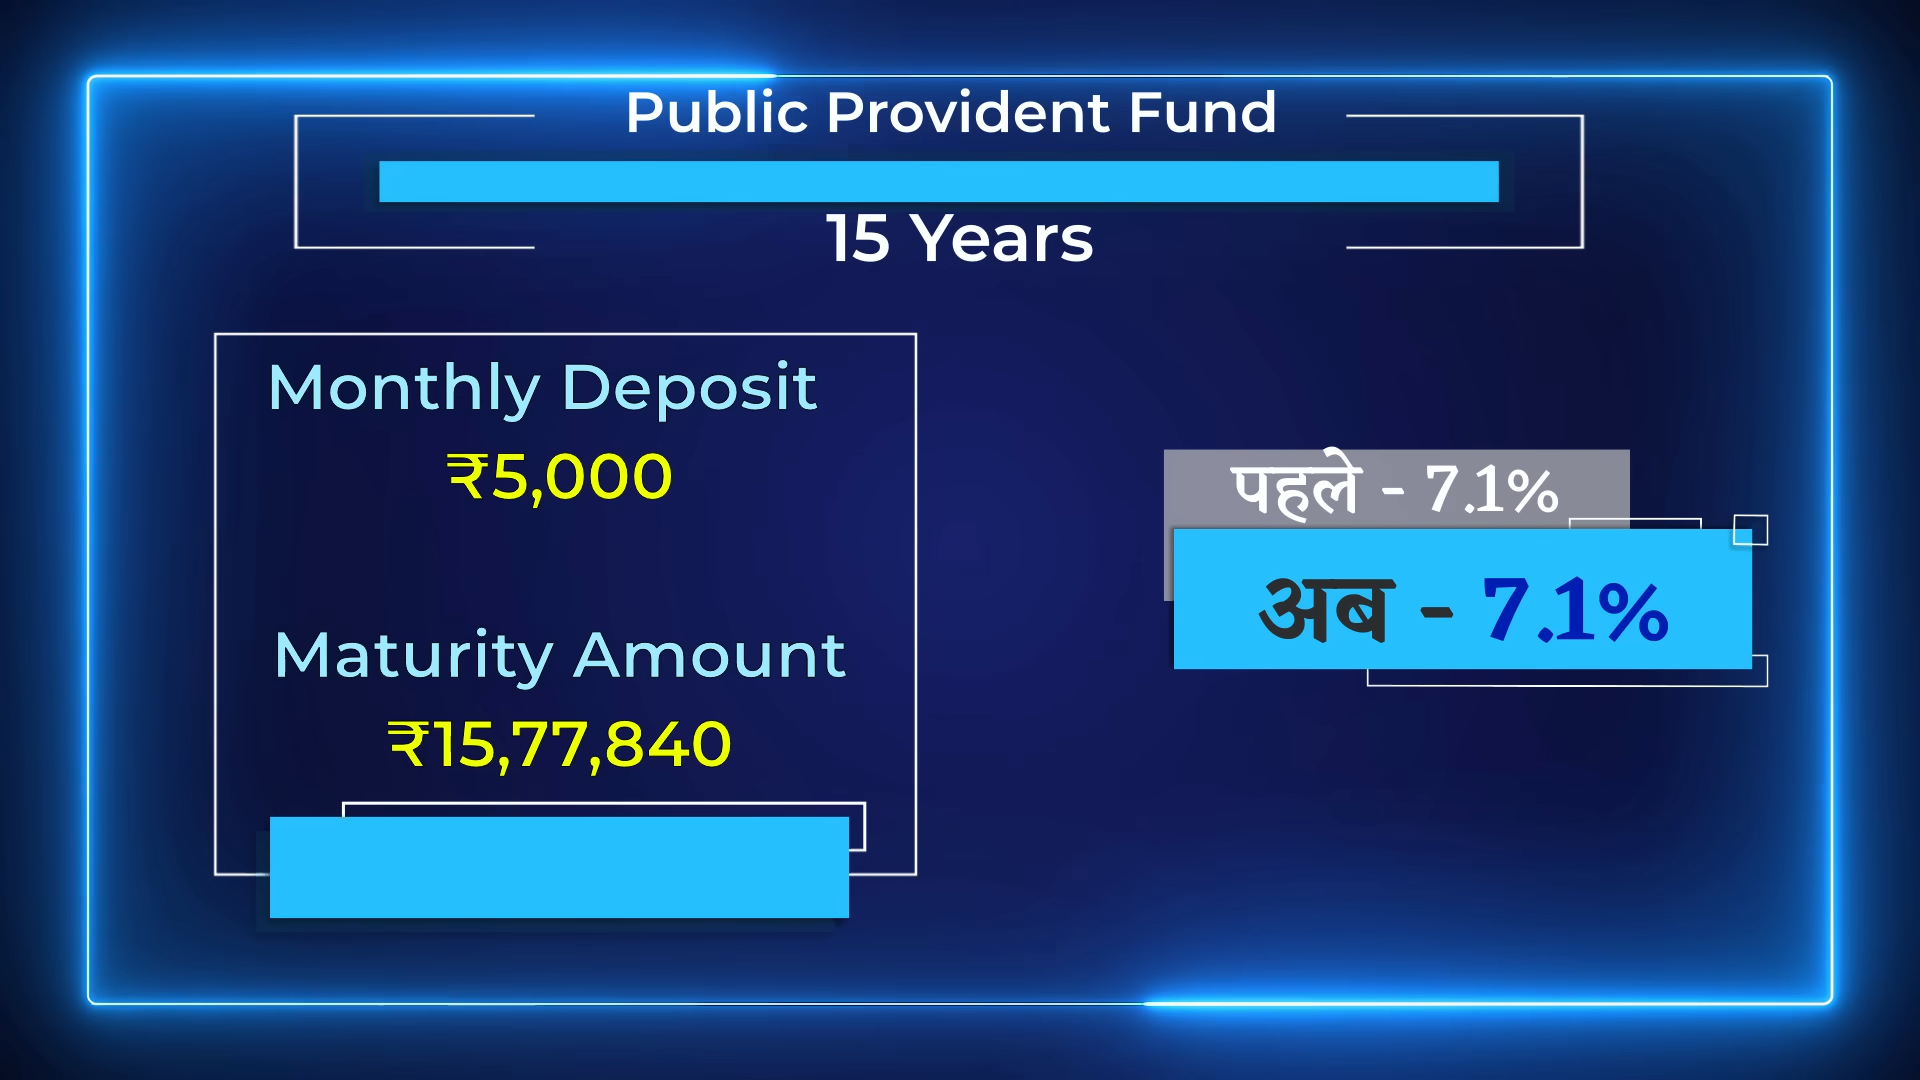 Public Provident Fund
15 Years
Monthly Deposit
₹5,000
Maturity Amount
₹15,77,840
पहले - 7.1%
अब - 7.1%